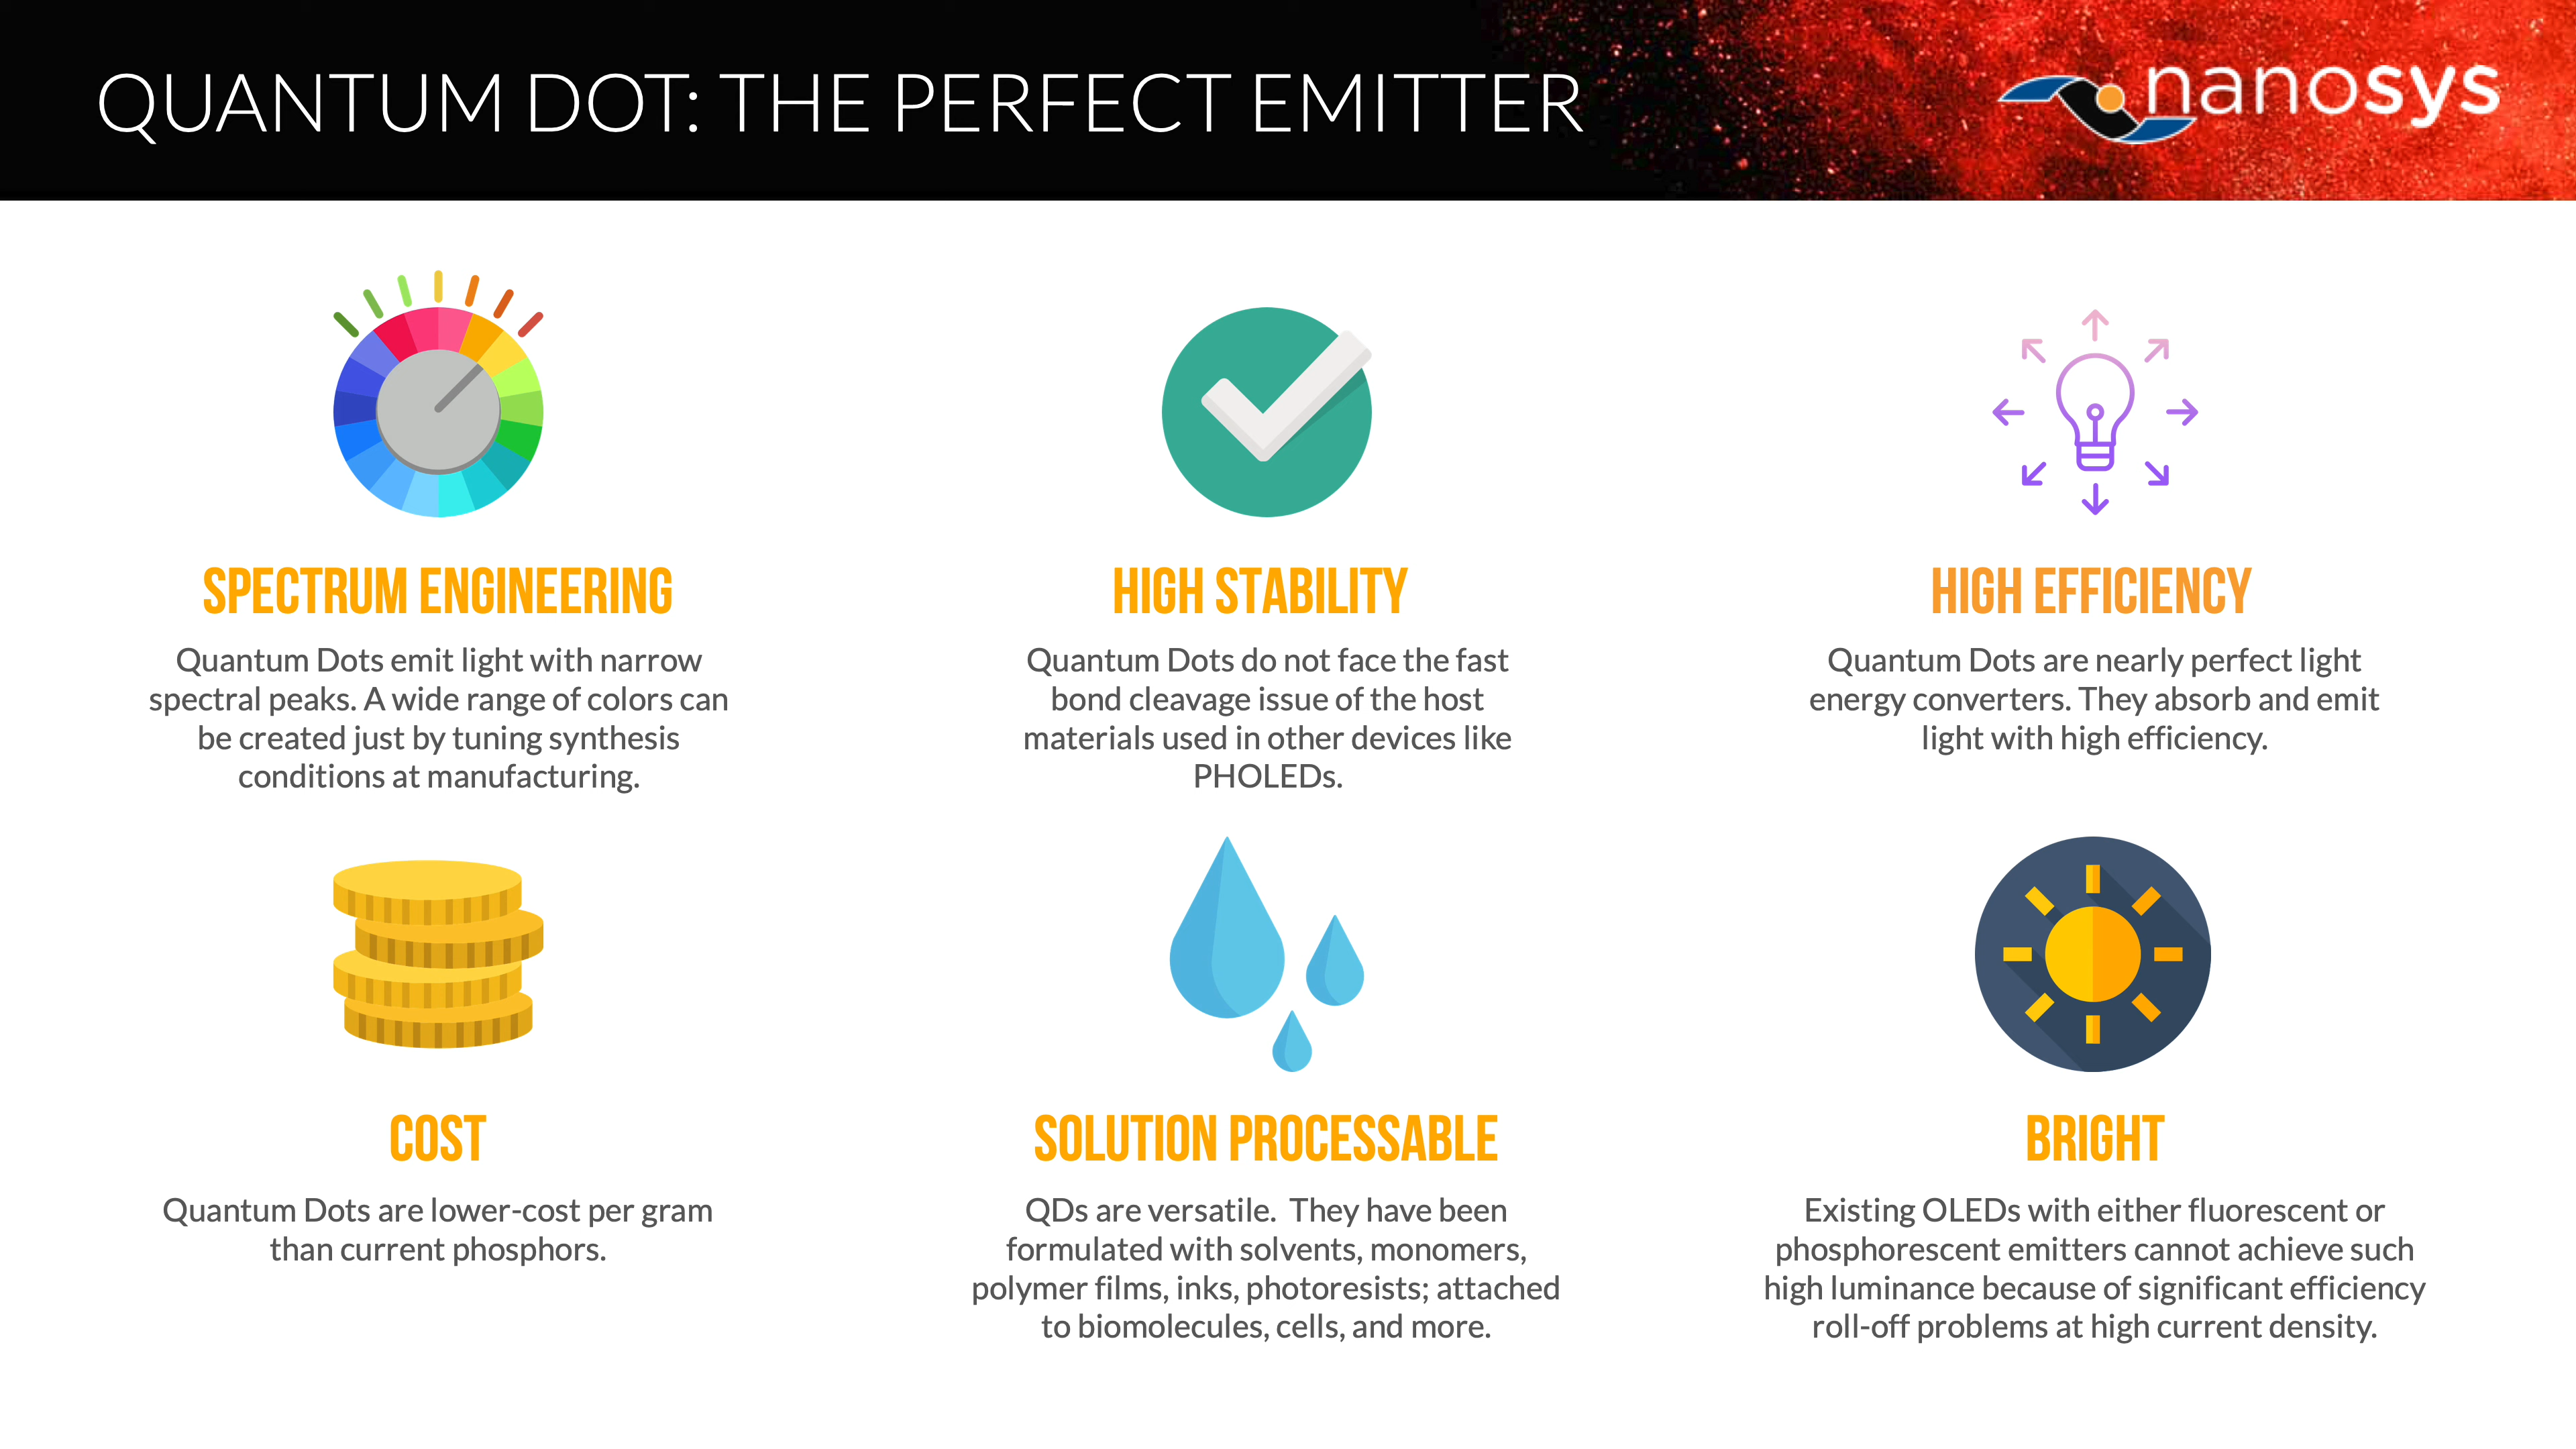 QUANTUM DOT: THE PERFECT EMITTER
nanosys
SPECTRUM ENGINEERING
Quantum Dots emit light with narrow
spectral peaks. A wide range of colors can
be created just by tuning synthesis
conditions at manufacturing.
HIGH STABILITY
Quantum Dots do not face the fast
bond cleavage issue of the host
materials used in other devices like
PHOLEDs.
HIGH EFFICIENCY
Quantum Dots are nearly perfect light
energy converters. They absorb and emit
light with high efficiency.
COST
Quantum Dots are lower-cost per gram
than current phosphors.
SOLUTION PROCESSABLE
QDs are versatile.  They have been
formulated with solvents, monomers,
polymer films, inks, photoresists; attached
to biomolecules, cells, and more.
BRIGHT
Existing OLEDs with either fluorescent or
phosphorescent emitters cannot achieve such
high luminance because of significant efficiency
roll-off problems at high current density.